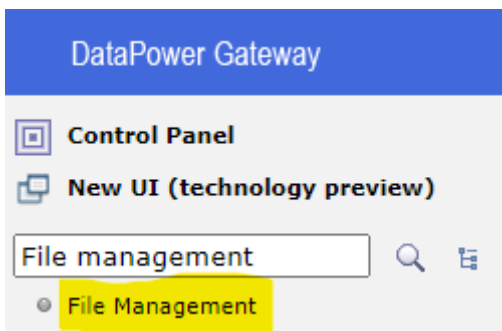 DataPower Gateway
Control Panel
New UI (technology preview)
File management
File Management